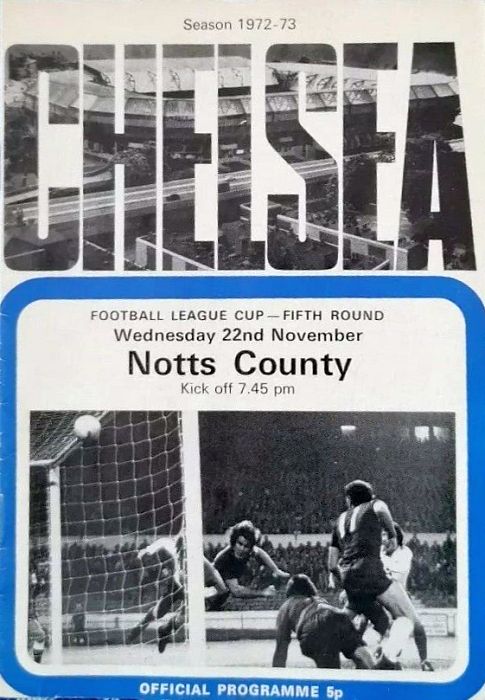 Season 1972-73
CHELSEA
FOOTBALL LEAGUE CUP — FIFTH ROUND
Wednesday 22nd November
Notts County
Kick off 7.45 pm
11
OFFICIAL PROGRAMME 5p